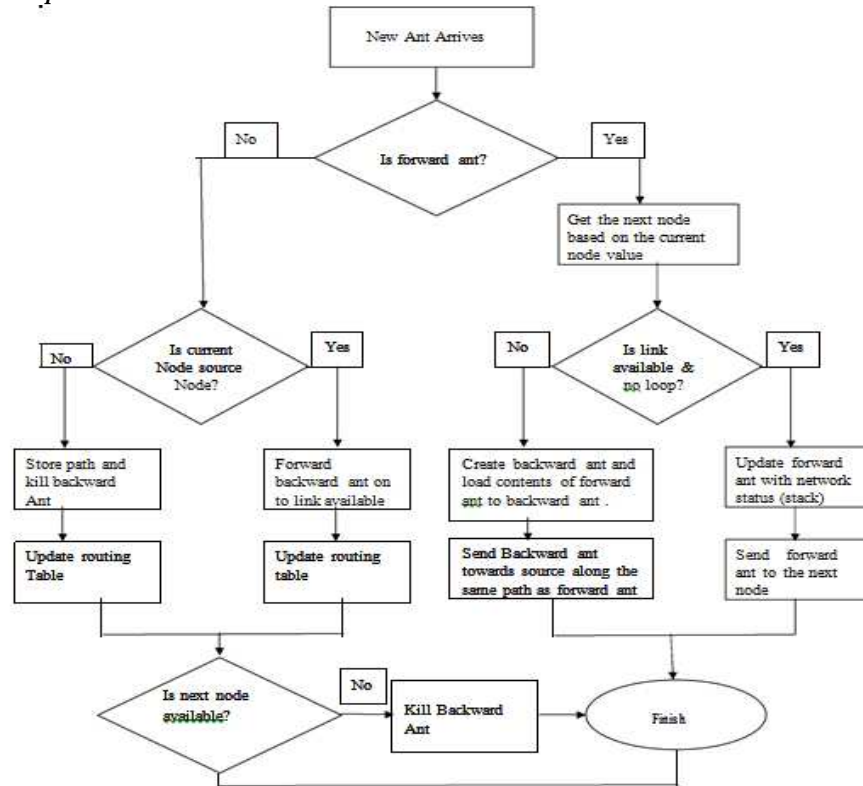 New Ant Arrives
No
Is forward ant?
Yes
Get the next node
based on the current
node value
No
Is current
Node source
Node?
Yes
No
Is link
available &
no loop?
Yes
Store path and
kill backward
Ant
Forward
backward ant on
to link available
Create backward ant and
load contents of forward
ant to backward ant .
Update forward
ant with network
status (stack)
Update routing
Table
Update routing
table
Send Backward ant
towards source along the
same path as forward ant
Send forward
ant to the next
node
Is next node
available?
No
Kill Backward
Ant
Finish